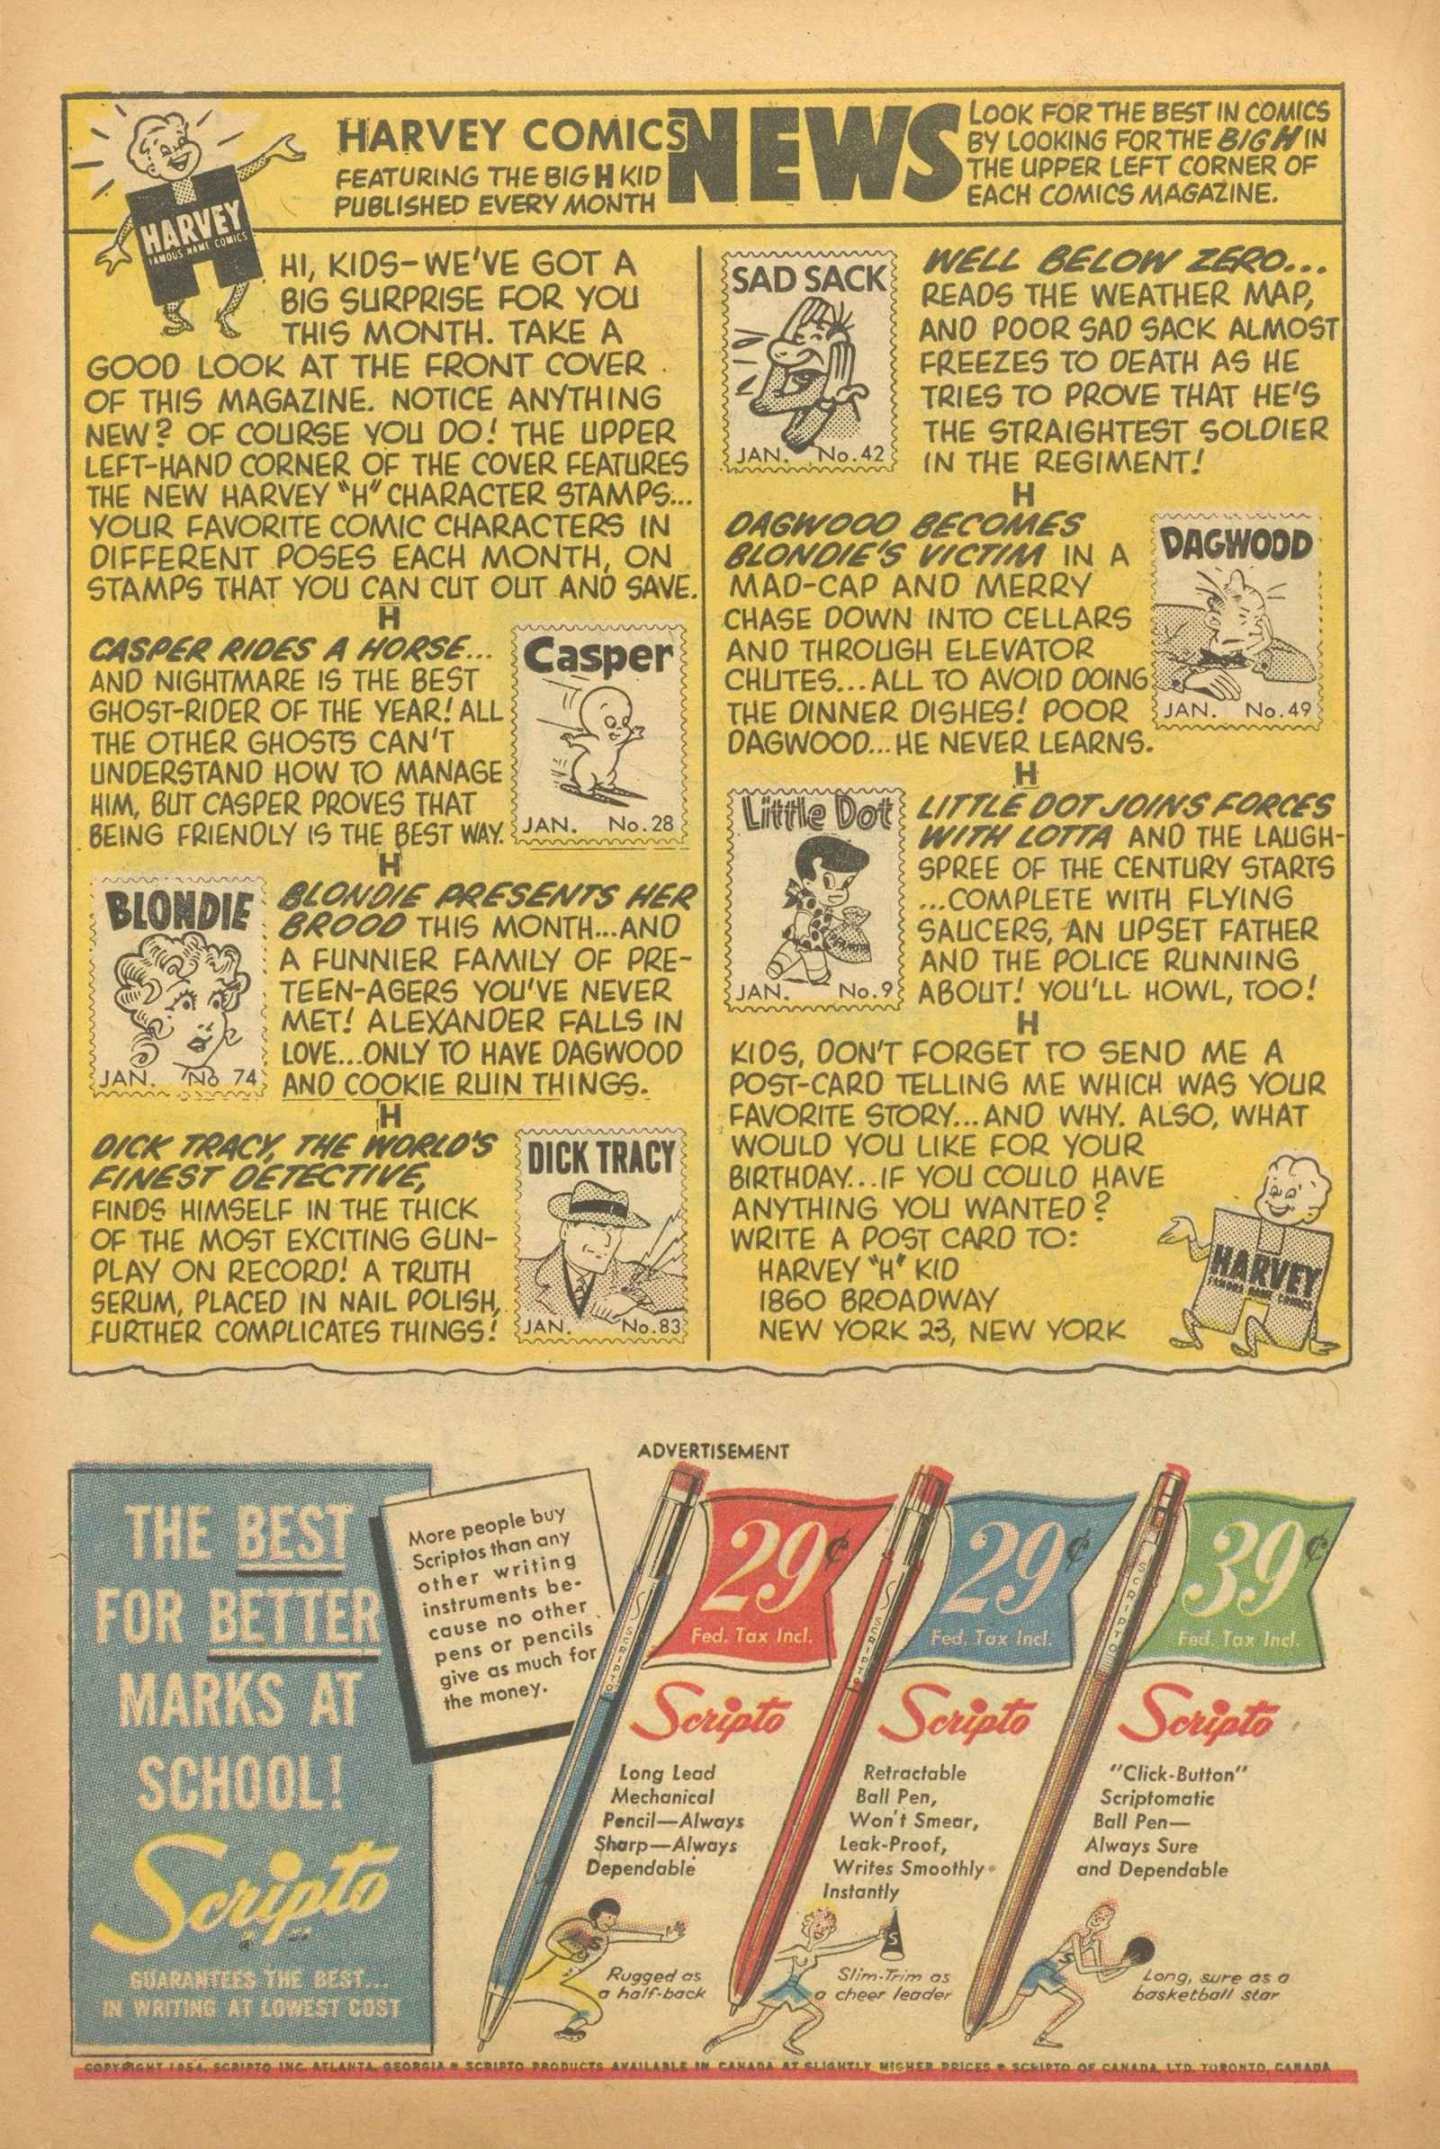 HARVEY COMICS NEWS
FEATURING THE BIG H KID
PUBLISHED EVERY MONTH
LOOK FOR THE BEST IN COMICS
BY LOOKING FOR THE BIG H IN
THE UPPER LEFT CORNER OF
EACH COMICS MAGAZINE.
HARVEY
FAMOUS NAME COMICS
HI, KIDS-WE'VE GOT A
BIG SURPRISE FOR YOU
THIS MONTH. TAKE A
GOOD LOOK AT THE FRONT COVER
OF THIS MAGAZINE. NOTICE ANYTHING
NEW? OF COURSE YOU DO! THE UPPER
LEFT-HAND CORNER OF THE COVER FEATURES
THE NEW HARVEY "H" CHARACTER STAMPS...
YOUR FAVORITE COMIC CHARACTERS IN
DIFFERENT POSES EACH MONTH, ON
STAMPS THAT YOU CAN CUT OUT AND SAVE.
H
CASPER RIDES A HORSE...
AND NIGHTMARE IS THE BEST
GHOST-RIDER OF THE YEAR! ALL
THE OTHER GHOSTS CAN'T
UNDERSTAND HOW TO MANAGE
HIM, BUT CASPER PROVES THAT
BEING FRIENDLY IS THE BEST WAY.
Casper
JAN. No.28
H
BLONDIE
JAN. No 74
BLONDIE PRESENTS HER
BROOD THIS MONTH...AND
A FUNNIER FAMILY OF PRE-
TEEN-AGERS YOU'VE NEVER
MET! ALEXANDER FALLS IN
LOVE...ONLY TO HAVE DAGWOOD
AND COOKIE RUIN THINGS.
H
DICK TRACY, THE WORLD'S
FINEST DETECTIVE,
FINDS HIMSELF IN THE THICK
OF THE MOST EXCITING GUN-
PLAY ON RECORD! A TRUTH
SERUM, PLACED IN NAIL POLISH,
FURTHER COMPLICATES THINGS!
DICK TRACY
JAN. No.83
SAD SACK
JAN. No.42
WELL BELOW ZERO...
READS THE WEATHER MAP,
AND POOR SAD SACK ALMOST
FREEZES TO DEATH AS HE
TRIES TO PROVE THAT HE'S
THE STRAIGHTEST SOLDIER
IN THE REGIMENT!
H
DAGWOOD BECOMES
BLONDIE'S VICTIM IN A
MAD-CAP AND MERRY
CHASE DOWN INTO CELLARS
AND THROUGH ELEVATOR
CHUTES...ALL TO AVOID DOING
THE DINNER DISHES! POOR
DAGWOOD...HE NEVER LEARNS.
DAGWOOD
JAN. No.49
H
Little Dot
JAN. No.9
LITTLE DOT JOINS FORCES
WITH LOTTA AND THE LAUGH-
SPREE OF THE CENTURY STARTS
...COMPLETE WITH FLYING
SAUCERS, AN UPSET FATHER
AND THE POLICE RUNNING
ABOUT! YOU'LL HOWL, TOO!
H
KIDS, DON'T FORGET TO SEND ME A
POST-CARD TELLING ME WHICH WAS YOUR
FAVORITE STORY...AND WHY. ALSO, WHAT
WOULD YOU LIKE FOR YOUR
BIRTHDAY...IF YOU COULD HAVE
ANYTHING YOU WANTED?
WRITE A POST CARD TO:
HARVEY "H" KID
1860 BROADWAY
NEW YORK 23, NEW YORK
HARVEY
FAMOUS NAME COMICS
ADVERTISEMENT
THE BEST
FOR BETTER
MARKS AT
SCHOOL!
Scripto
GUARANTEES THE BEST...
IN WRITING AT LOWEST COST
More people buy
Scriptos than any
other writing
instruments be-
cause no other
pens or pencils
give as much for
the money.
SCRIPTO
29¢
Fed. Tax Incl.
Scripto
Long Lead
Mechanical
Pencil—Always
Sharp—Always
Dependable
Rugged as
a half-back
SCRIPTO
29¢
Fed. Tax Incl.
Scripto
Retractable
Ball Pen,
Won't Smear,
Leak-Proof,
Writes Smoothly-
Instantly
S
Slim-Trim as
a cheer leader
SCRIPTO
39¢
Fed. Tax Incl.
Scripto
"Click-Button"
Scriptomatic
Ball Pen—
Always Sure
and Dependable
S
Long, sure as a
basketball star
COPYRIGHT 1954, SCRIPTO INC. ATLANTA, GEORGIA • SCRIPTO PRODUCTS AVAILABLE IN CANADA AT SLIGHTLY HIGHER PRICES • SCRIPTO OF CANADA, LTD. TORONTO, CANADA